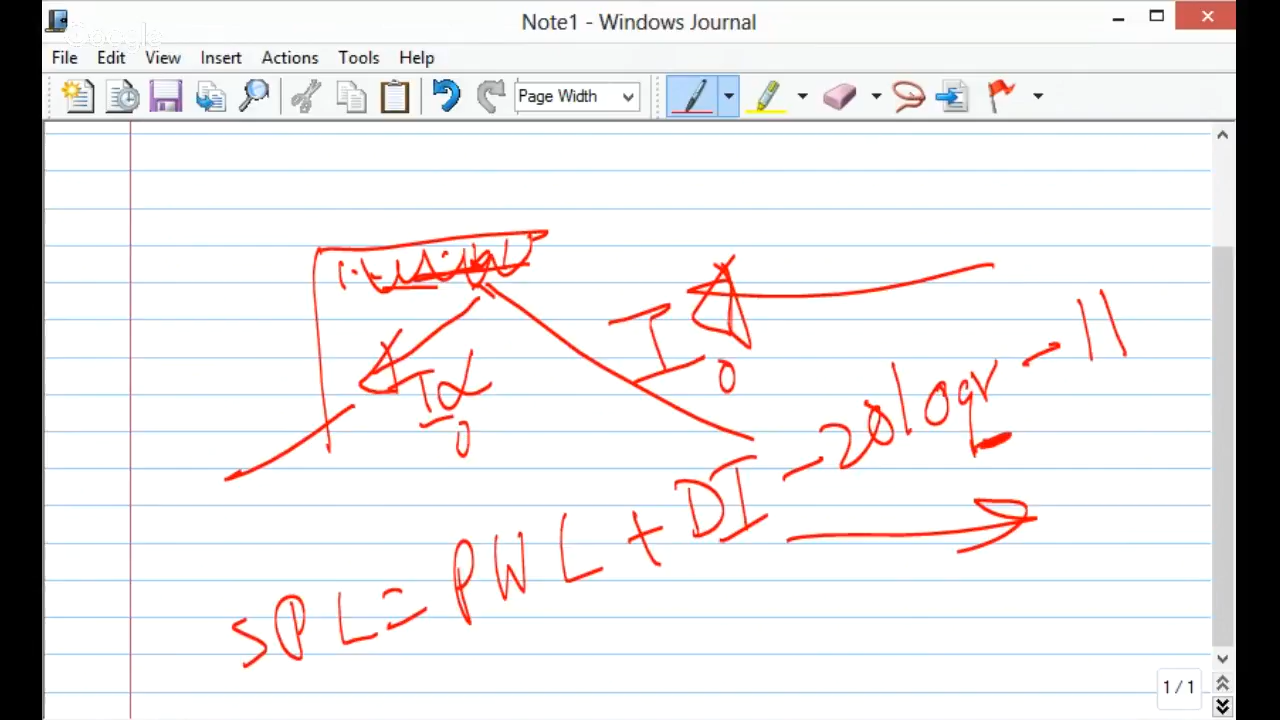 Google
Note1 - Windows Journal
File Edit View Insert Actions Tools Help
Page Width
I
0
Iα
0
SPL = PWL + DI - 20logr - 11
1 / 1